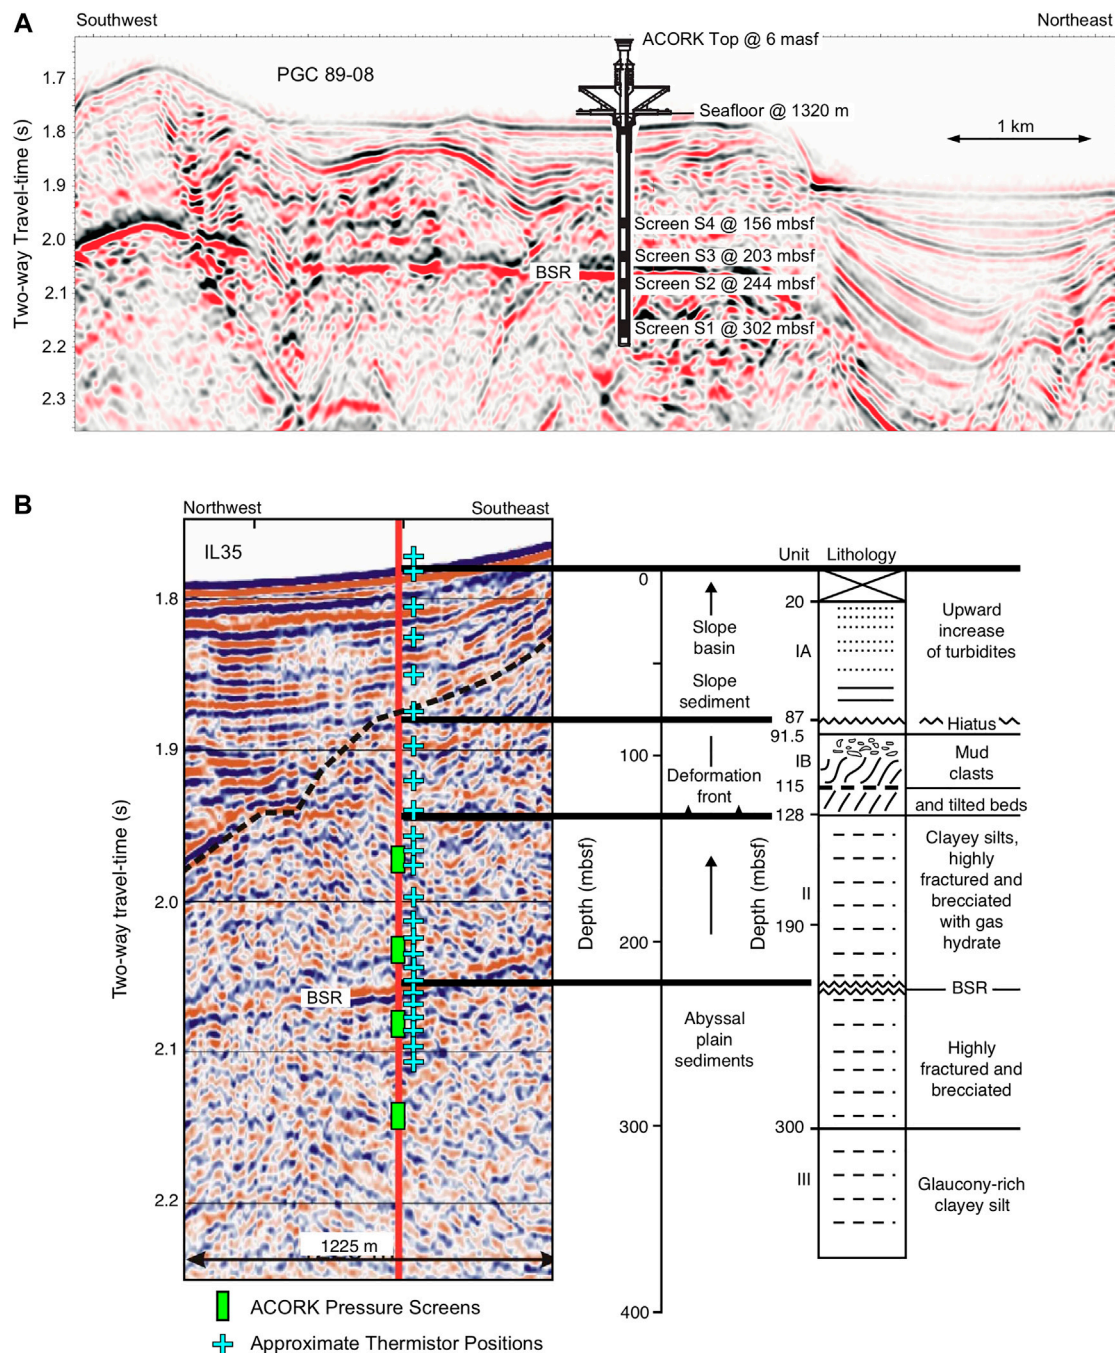 A
Southwest
Northeast
ACORK Top @ 6 masf
PGC 89-08
Seafloor @ 1320 m
1 km
Two-way Travel-time (s)
1.7
1.8
1.9
2.0
2.1
2.2
2.3
Screen S4 @ 156 mbsf
Screen S3 @ 203 mbsf
BSR
Screen S2 @ 244 mbsf
Screen S1 @ 302 mbsf
B
Northwest
Southeast
IL35
Two-way travel-time (s)
1.8
1.9
2.0
2.1
2.2
BSR
1225 m
ACORK Pressure Screens
Approximate Thermistor Positions
Depth (mbsf)
0
100
200
300
400
Slope
basin
Slope
sediment
Deformation
front
Abyssal
plain
sediments
Depth (mbsf)
Unit
Lithology
20
IA
87
91.5
IB
115
128
II
190
300
III
Upward
increase
of turbidites
Hiatus
Mud
clasts
and tilted beds
Clayey silts,
highly
fractured and
brecciated
with gas
hydrate
BSR
Highly
fractured and
brecciated
Glaucony-rich
clayey silt